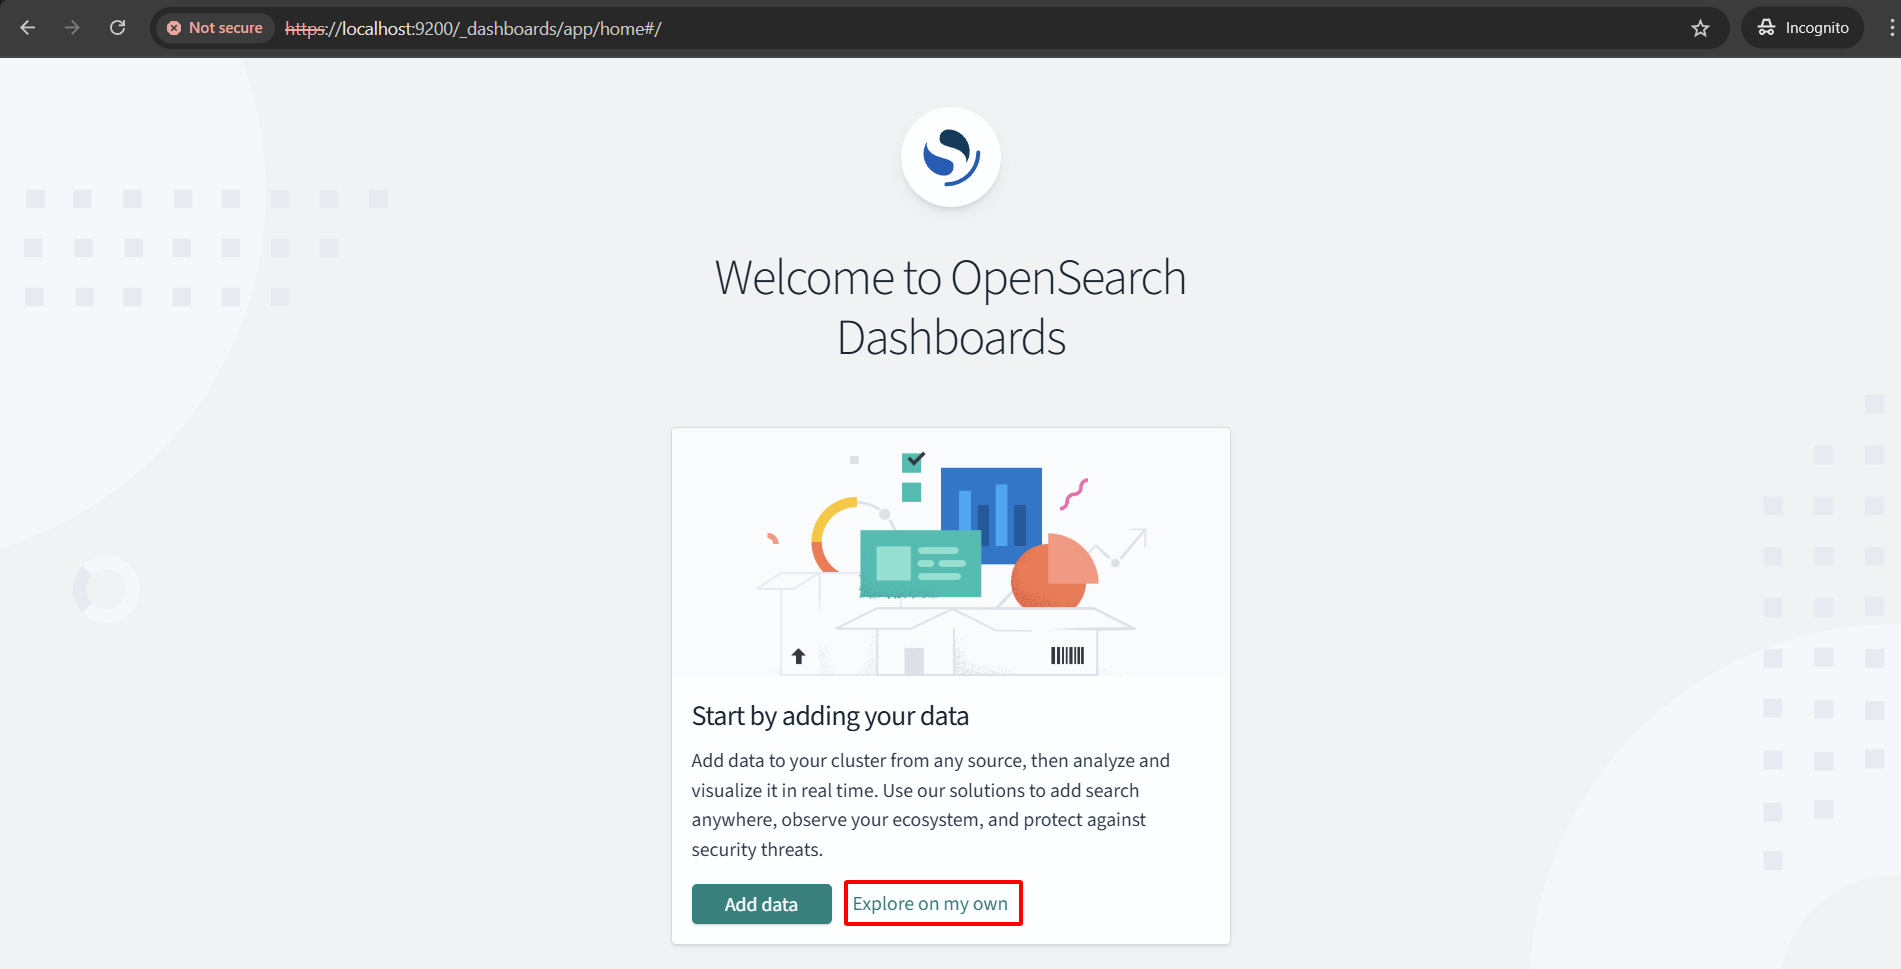 Not secure
https://localhost:9200/_dashboards/app/home#/
Incognito
Welcome to OpenSearch
Dashboards
Start by adding your data
Add data to your cluster from any source, then analyze and
visualize it in real time. Use our solutions to add search
anywhere, observe your ecosystem, and protect against
security threats.
Add data
Explore on my own